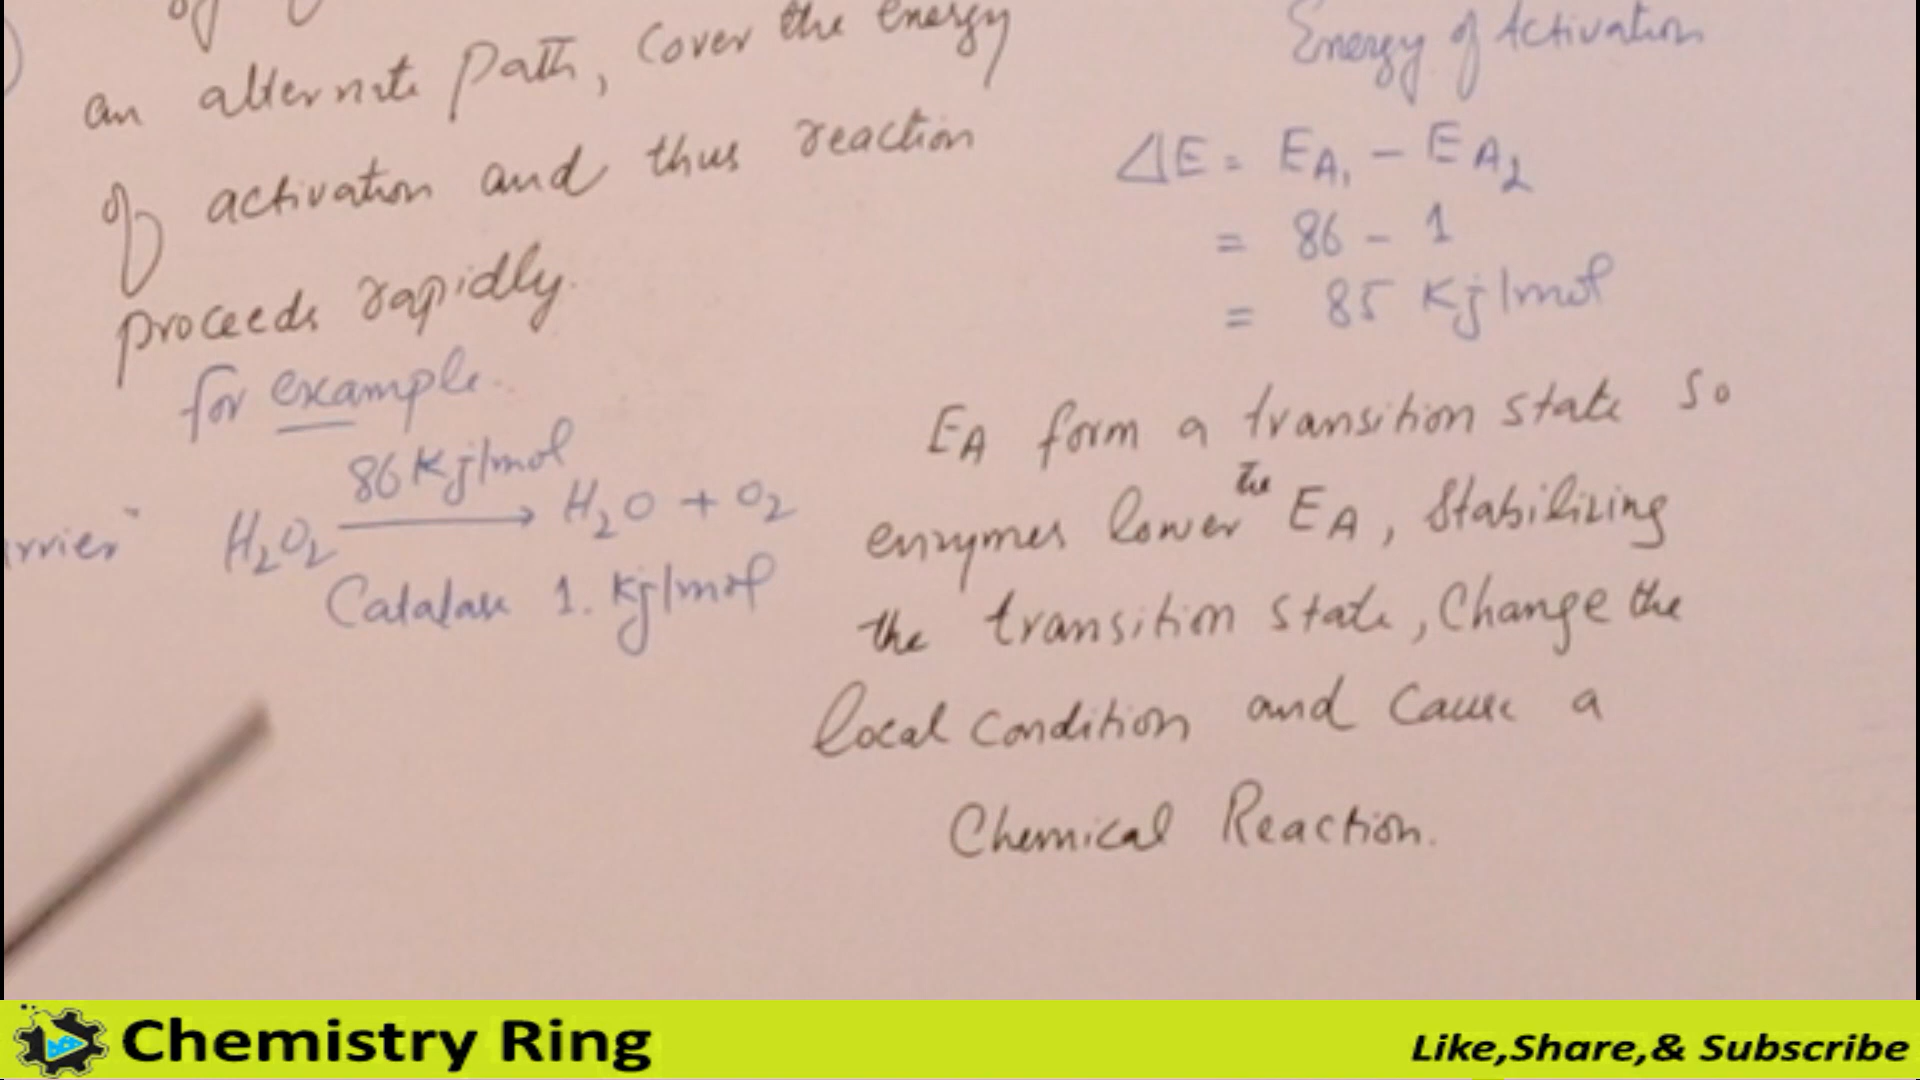 an alternate path, cover the energy
of activation and thus reaction
proceeds rapidly.
for example.
86 Kj/mol
H₂O₂ → H₂O + O₂
Catalase 1. Kj/mol
Energy of Activation
ΔE = EA₁ - EA₂
= 86 - 1
= 85 Kj/mol
EA form a transition state so
enzymes lower the EA, Stabilizing
the transition state, Change the
local condition and cause a
Chemical Reaction.
Chemistry Ring
Like,Share,& Subscribe